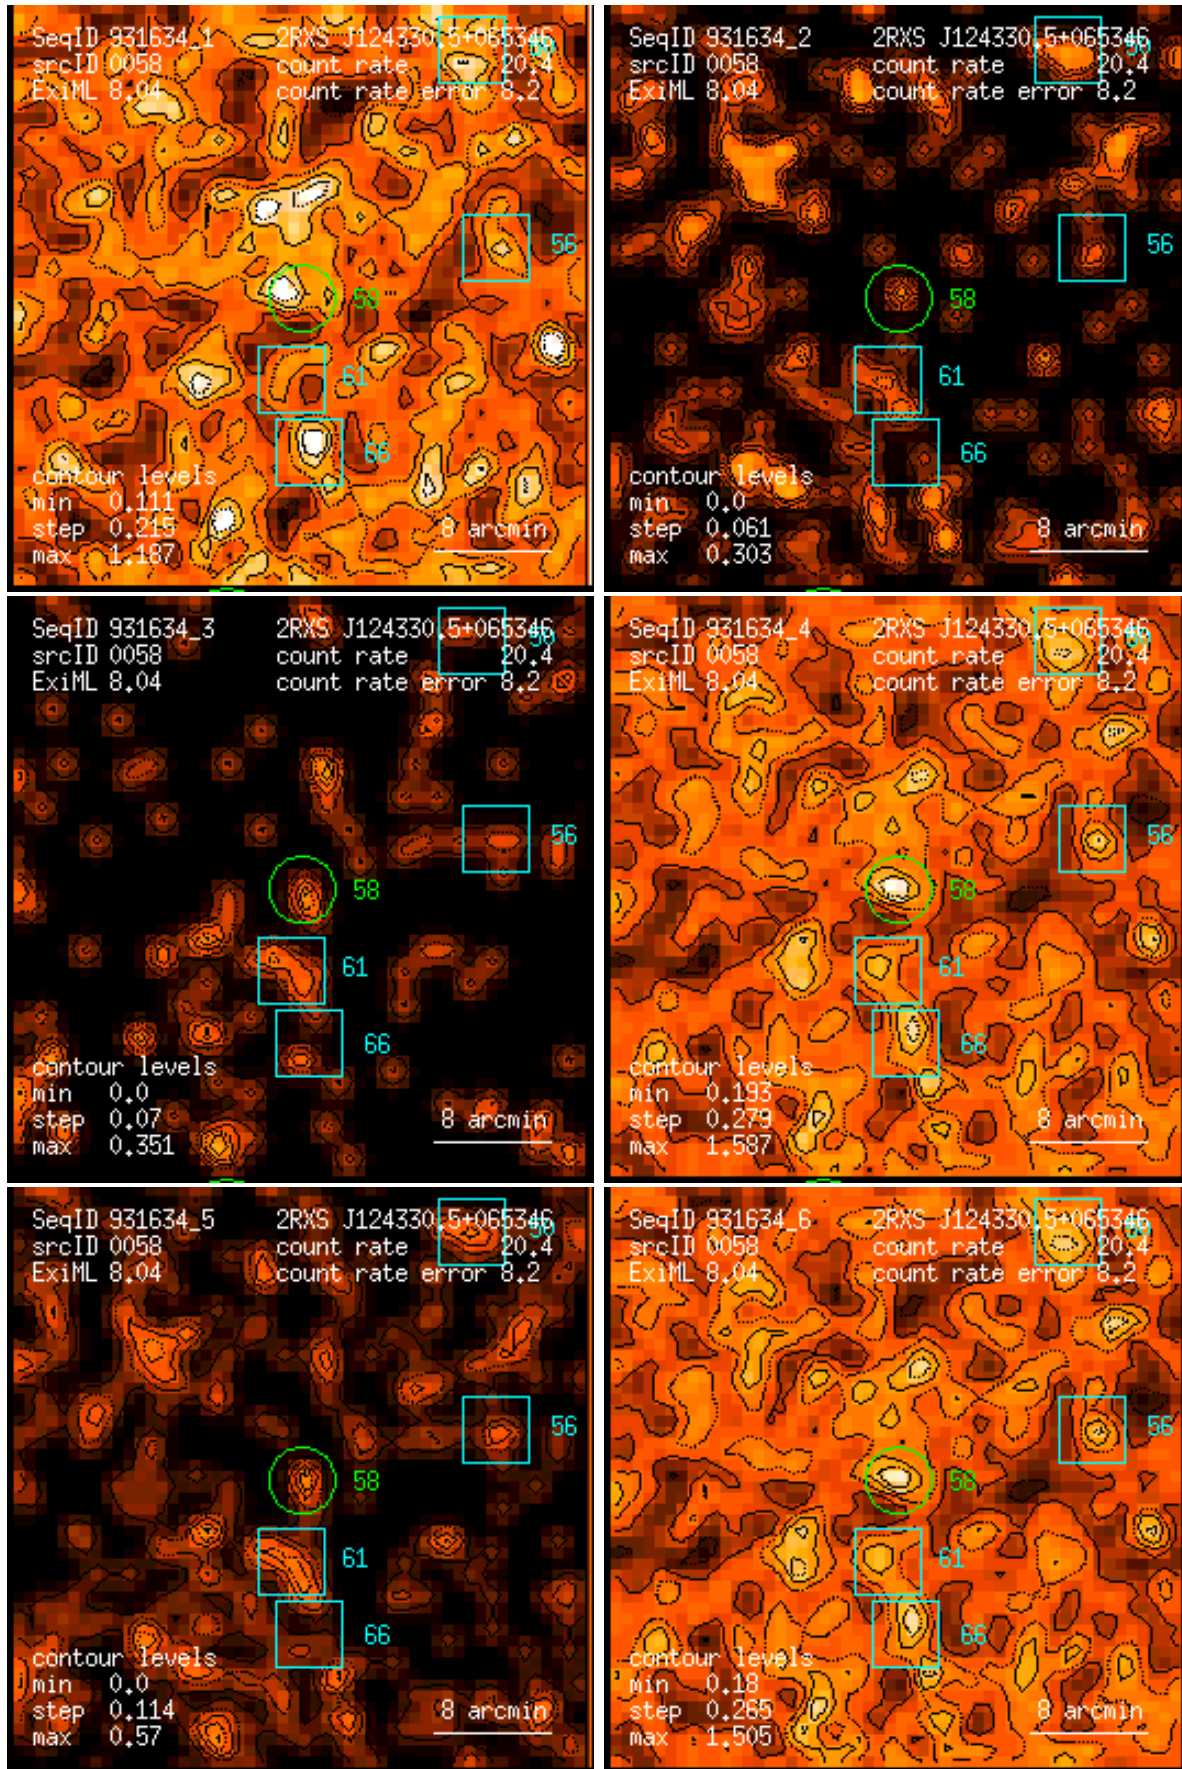 SeqID 931634_1 2RXS J124330.5+065346
srcID 0058 count rate 20.4
ExiML 8.04 count rate error 8.2
56
58
61
66
contour levels
min 0.111
step 0.215
max 1.187
8 arcmin
SeqID 931634_2 2RXS J124330.5+065346
srcID 0058 count rate 20.4
ExiML 8.04 count rate error 8.2
56
58
61
66
contour levels
min 0.0
step 0.061
max 0.303
8 arcmin
SeqID 931634_3 2RXS J124330.5+065346
srcID 0058 count rate 20.4
ExiML 8.04 count rate error 8.2
56
58
61
66
contour levels
min 0.0
step 0.07
max 0.351
8 arcmin
SeqID 931634_4 2RXS J124330.5+065346
srcID 0058 count rate 20.4
ExiML 8.04 count rate error 8.2
56
58
61
66
contour levels
min 0.193
step 0.279
max 1.587
8 arcmin
SeqID 931634_5 2RXS J124330.5+065346
srcID 0058 count rate 20.4
ExiML 8.04 count rate error 8.2
56
58
61
66
contour levels
min 0.0
step 0.114
max 0.57
8 arcmin
SeqID 931634_6 2RXS J124330.5+065346
srcID 0058 count rate 20.4
ExiML 8.04 count rate error 8.2
56
58
61
66
contour levels
min 0.18
step 0.265
max 1.505
8 arcmin